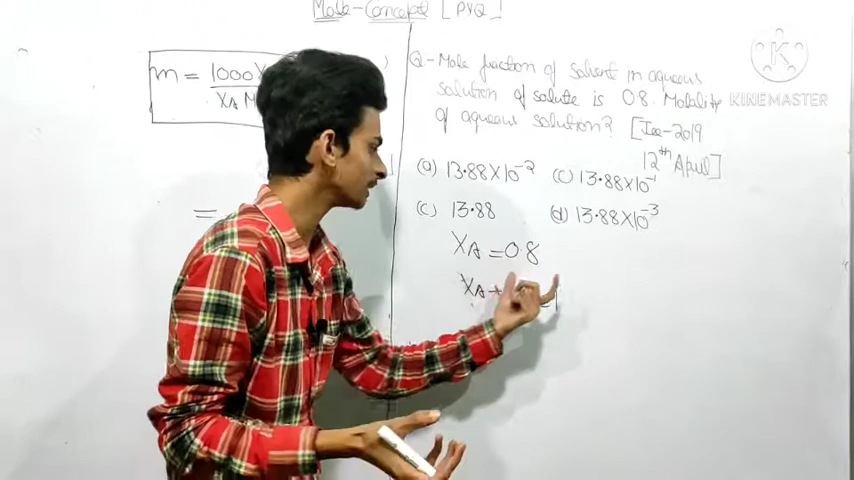 Mole-Concept [PYQ]
m = 1000
XA M
=
Q- Mole fraction of solvent in aqueous
solution of solute is 0.8. Molality
of aqueous solution? [Jee-2019
12th April]
(a) 13.88×10⁻² (c) 13.88×10⁻¹
(c) 13.88 (d) 13.88×10⁻³
XA = 0.8
XA +
K
KINEMASTER